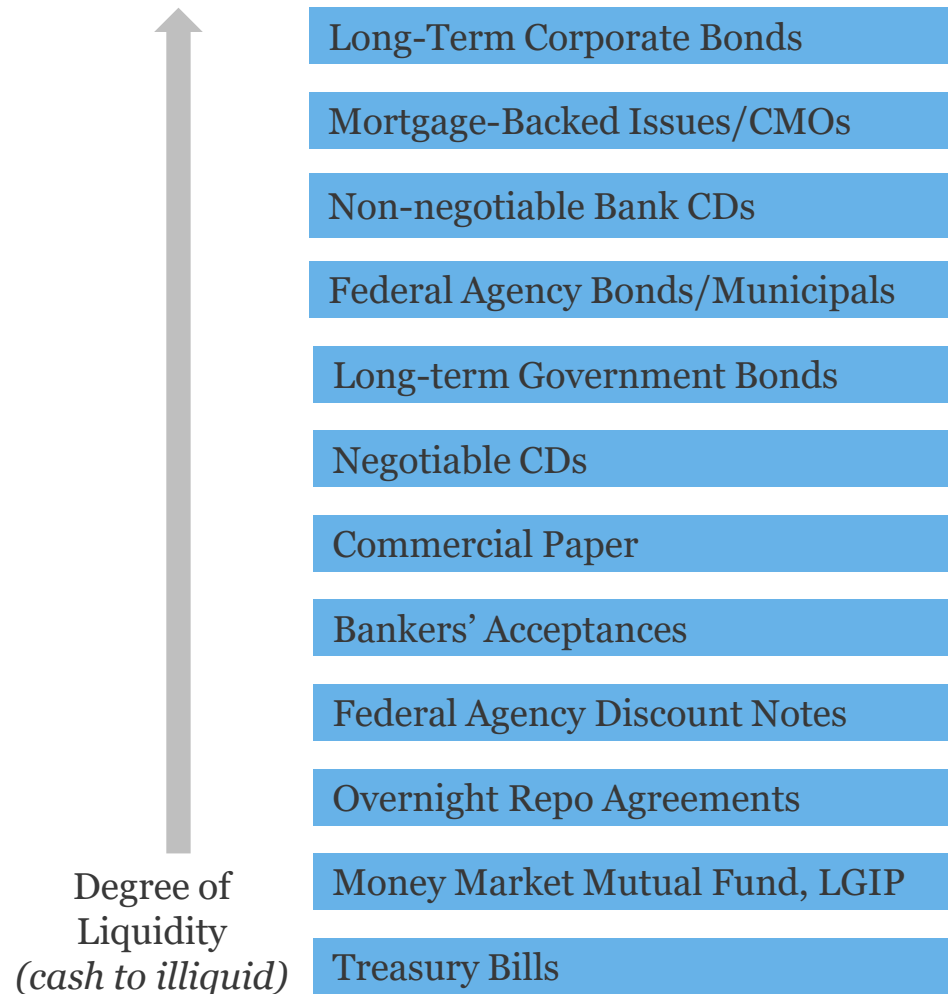 Long-Term Corporate Bonds
Mortgage-Backed Issues/CMOs
Non-negotiable Bank CDs
Federal Agency Bonds/Municipals
Long-term Government Bonds
Negotiable CDs
Commercial Paper
Bankers’ Acceptances
Federal Agency Discount Notes
Overnight Repo Agreements
Money Market Mutual Fund, LGIP
Treasury Bills
Degree of
Liquidity
(cash to illiquid)